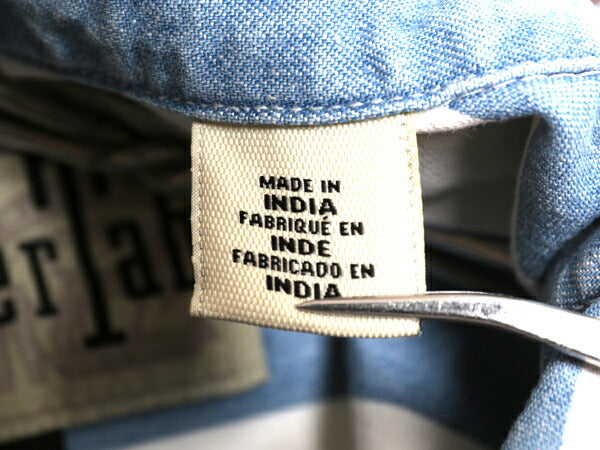 MADE IN
INDIA
FABRIQUÉ EN
INDE
FABRICADO EN
INDIA